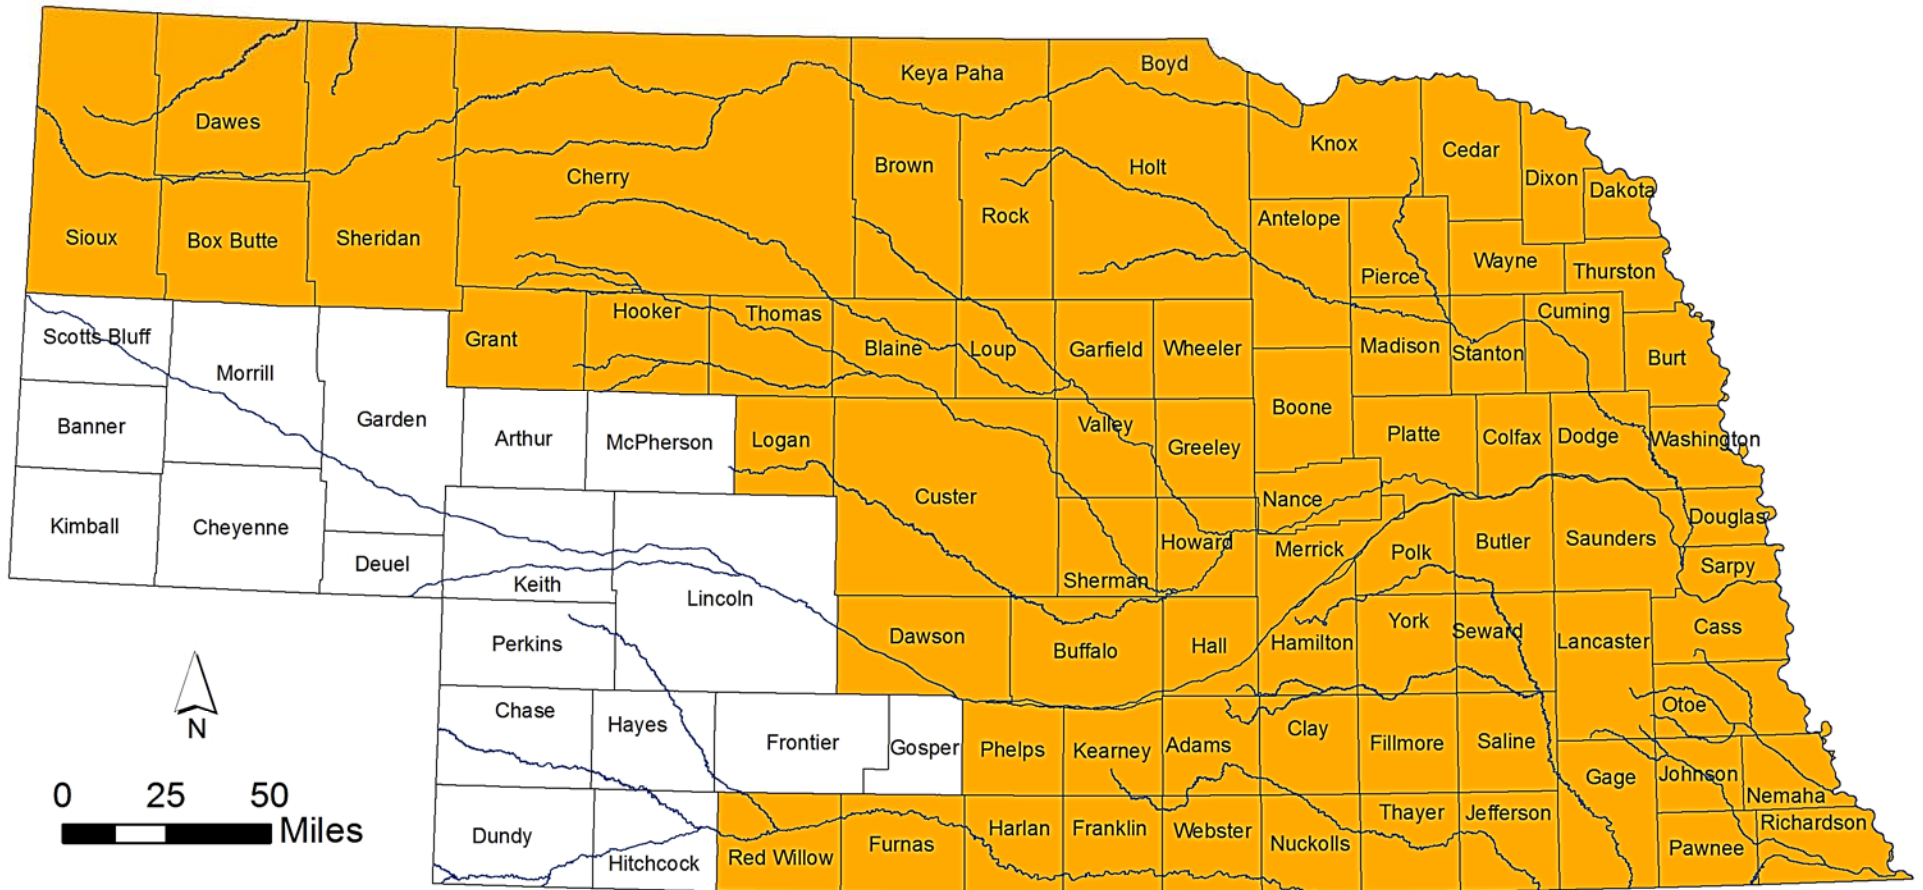 Keya Paha
Boyd
Dawes
Cherry
Brown
Holt
Knox
Cedar
Dixon
Dakota
Sioux
Box Butte
Sheridan
Rock
Antelope
Pierce
Wayne
Thurston
Scotts Bluff
Morrill
Garden
Grant
Hooker
Thomas
Blaine
Loup
Garfield
Wheeler
Madison
Stanton
Cuming
Burt
Banner
Arthur
McPherson
Logan
Custer
Valley
Greeley
Boone
Platte
Colfax
Dodge
Washington
Kimball
Cheyenne
Deuel
Keith
Lincoln
Sherman
Howard
Nance
Merrick
Polk
Butler
Saunders
Douglas
Sarpy
Perkins
Dawson
Buffalo
Hall
Hamilton
York
Seward
Lancaster
Cass
Otoe
N
Chase
Hayes
Frontier
Gosper
Phelps
Kearney
Adams
Clay
Fillmore
Saline
Gage
Johnson
Nemaha
0 25 50
Miles
Dundy
Hitchcock
Red Willow
Furnas
Harlan
Franklin
Webster
Nuckolls
Thayer
Jefferson
Pawnee
Richardson